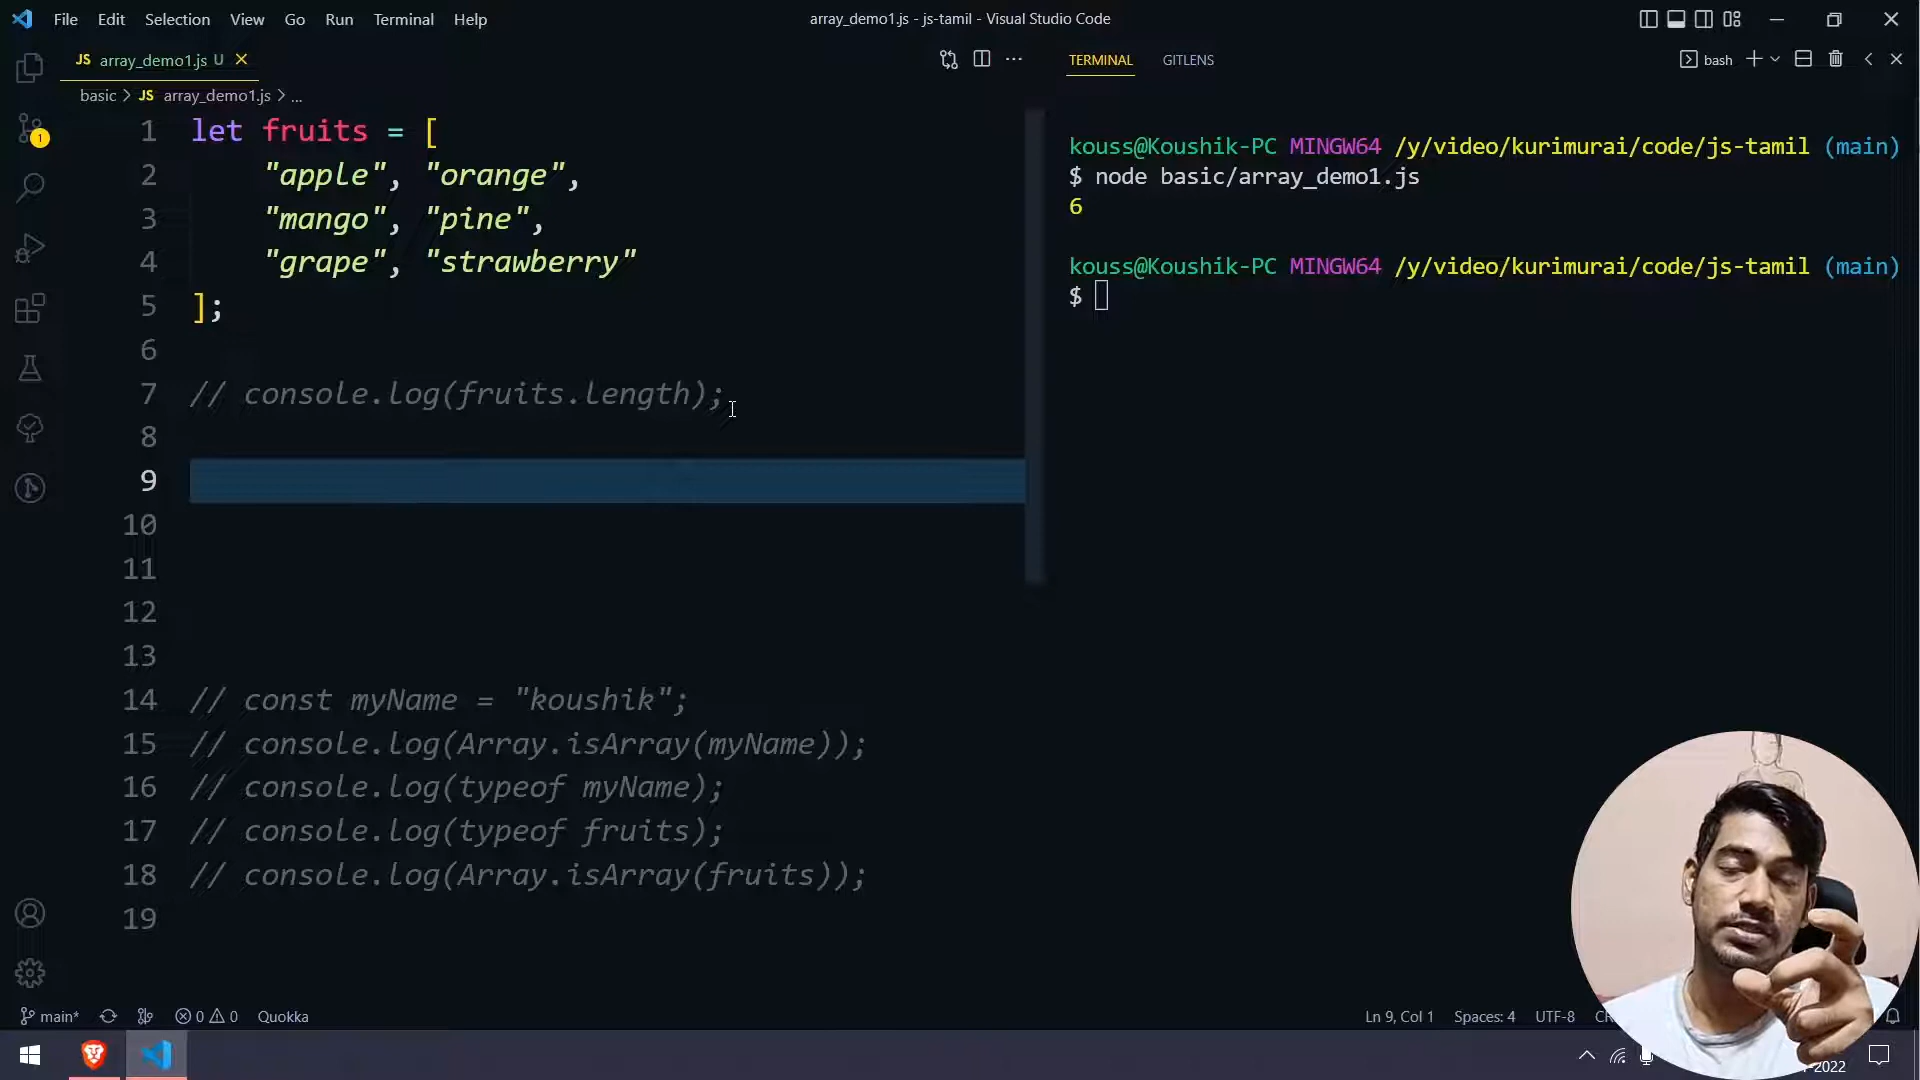 File Edit Selection View Go Run Terminal Help
array_demo1.js - js-tamil - Visual Studio Code
JS array_demo1.js U
basic > JS array_demo1.js > ...
1 let fruits = [
2 "apple", "orange",
3 "mango", "pine",
4 "grape", "strawberry"
5 ];
6
7 // console.log(fruits.length);
8
9
10
11
12
13
14 // const myName = "koushik";
15 // console.log(Array.isArray(myName));
16 // console.log(typeof myName);
17 // console.log(typeof fruits);
18 // console.log(Array.isArray(fruits));
19
1
TERMINAL GITLENS
bash
kouss@Koushik-PC MINGW64 /y/video/kurimurai/code/js-tamil (main)
$ node basic/array_demo1.js
6
kouss@Koushik-PC MINGW64 /y/video/kurimurai/code/js-tamil (main)
$
main* 0 0 Quokka
Ln 9, Col 1 Spaces: 4 UTF-8
-2022